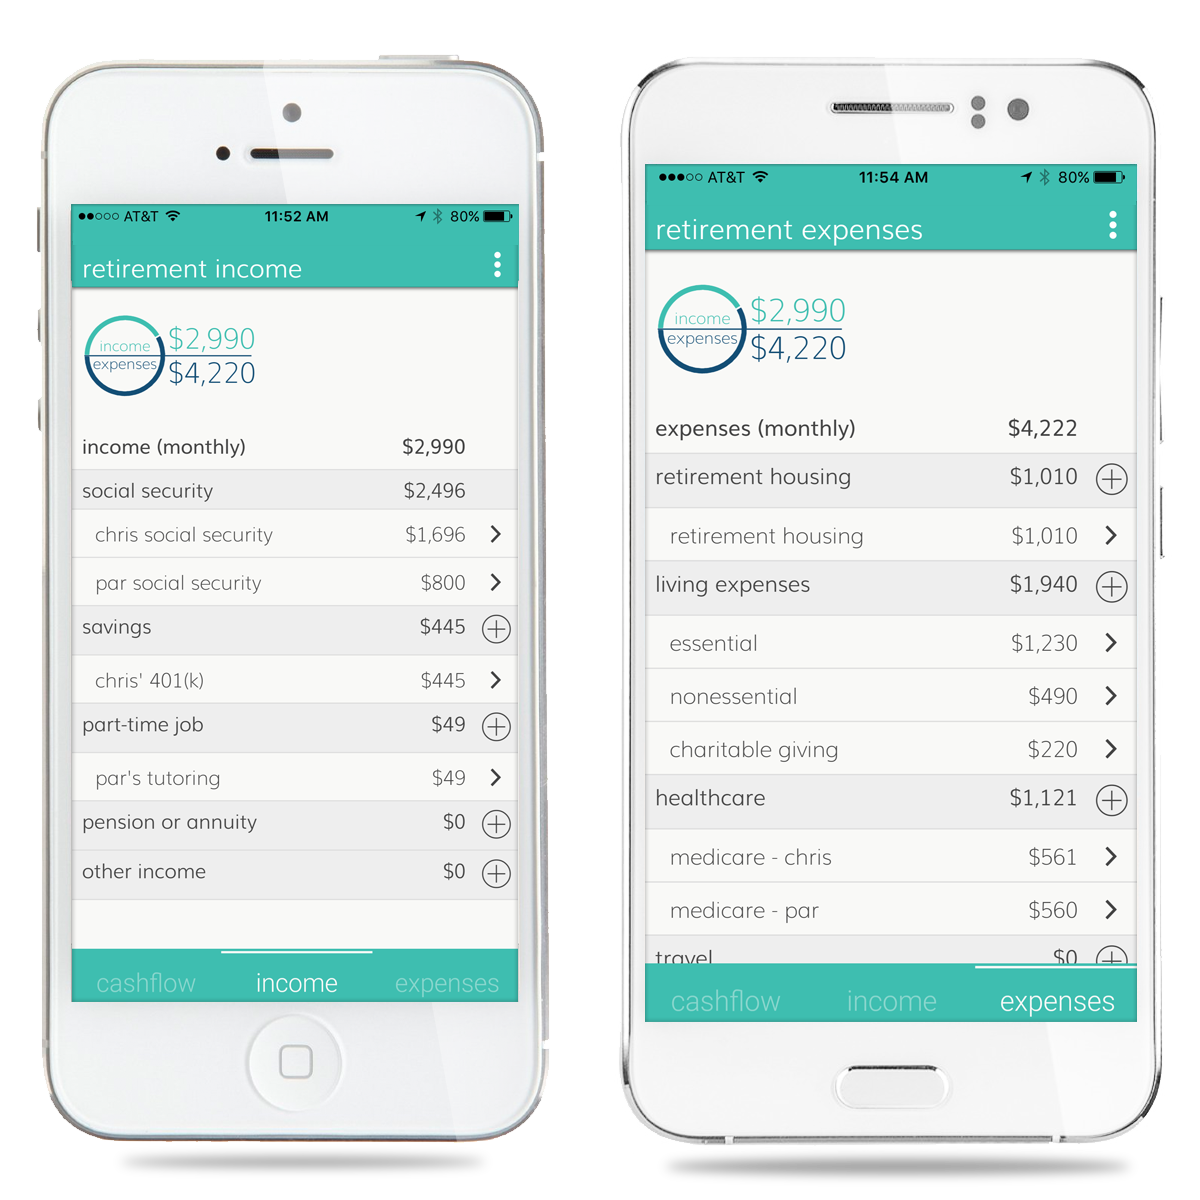 AT&T 11:52 AM 80%
retirement income
income $2,990
expenses $4,220
income (monthly) $2,990
social security $2,496
chris social security $1,696
par social security $800
savings $445
chris' 401(k) $445
part-time job $49
par's tutoring $49
pension or annuity $0
other income $0
cashflow income expenses
AT&T 11:54 AM 80%
retirement expenses
income $2,990
expenses $4,220
expenses (monthly) $4,222
retirement housing $1,010
retirement housing $1,010
living expenses $1,940
essential $1,230
nonessential $490
charitable giving $220
healthcare $1,121
medicare - chris $561
medicare - par $560
travel $0
cashflow income expenses